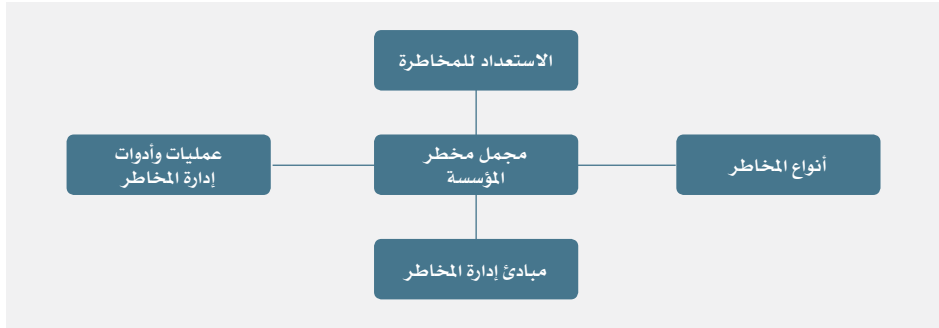 الاستعداد للمخاطرة
أنواع المخاطر
مجمل مخطر
المؤسسة
عمليات وأدوات
إدارة المخاطر
مبادئ إدارة المخاطر